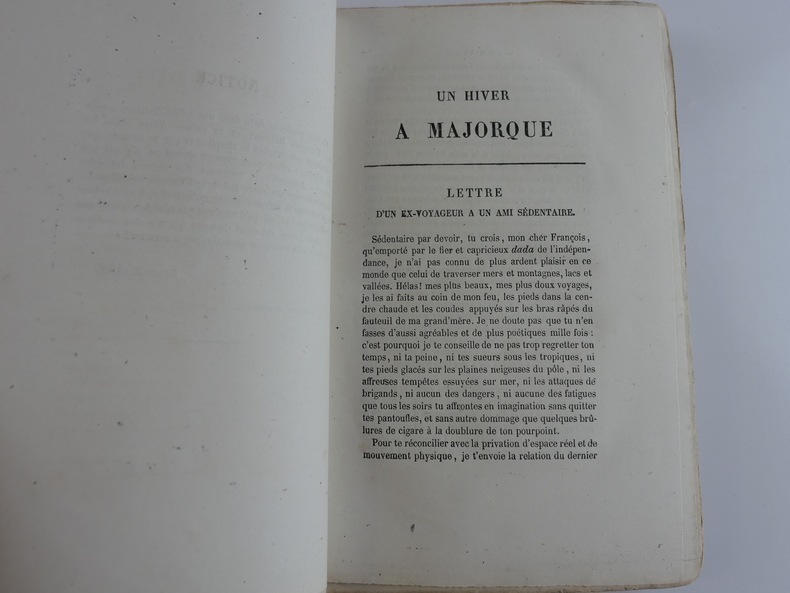 NOTICE
UN HIVER
A MAJORQUE
LETTRE
D'UN EX-VOYAGEUR A UN AMI SÉDENTAIRE.
Sédentaire par devoir, tu crois, mon cher François,
qu'emporté par le fier et capricieux dada de l'indépen-
dance, je n'ai pas connu de plus ardent plaisir en ce
monde que celui de traverser mers et montagnes, lacs et
vallées. Hélas! mes plus beaux, mes plus doux voyages,
je les ai faits au coin de mon feu, les pieds dans la cen-
dre chaude et les coudes appuyés sur les bras râpés du
fauteuil de ma grand'mère. Je ne doute pas que tu n'en
fasses d'aussi agréables et de plus poétiques mille fois :
c'est pourquoi je te conseille de ne pas trop regretter ton
temps, ni ta peine, ni tes sueurs sous les tropiques, ni
tes pieds glacés sur les plaines neigeuses du pôle, ni les
affreuses tempêtes essuyées sur mer, ni les attaques de
brigands, ni aucun des dangers, ni aucune des fatigues
que tous les soirs tu affrontes en imagination sans quitter
tes pantoufles, et sans autre dommage que quelques brû-
lures de cigare à la doublure de ton pourpoint.
Pour te réconcilier avec la privation d'espace réel et de
mouvement physique, je t'envoie la relation du dernier